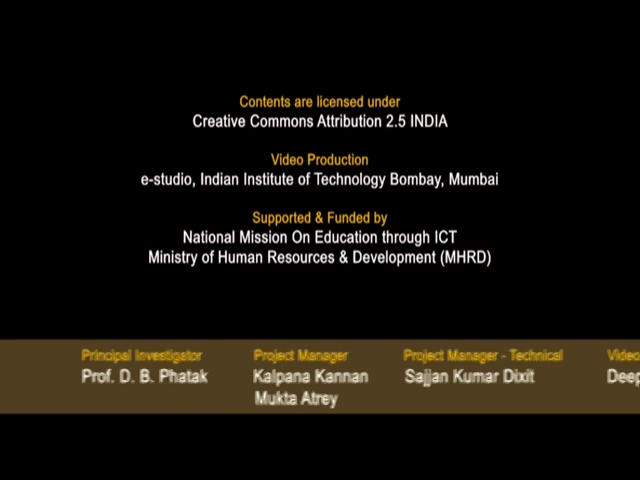 Contents are licensed under
Creative Commons Attribution 2.5 INDIA
Video Production
e-studio, Indian Institute of Technology Bombay, Mumbai
Supported & Funded by
National Mission On Education through ICT
Ministry of Human Resources & Development (MHRD)
Principal Investigator
Prof. D. B. Phatak
Project Manager
Kalpana Kannan
Mukta Atrey
Project Manager - Technical
Sajjan Kumar Dixit
Video